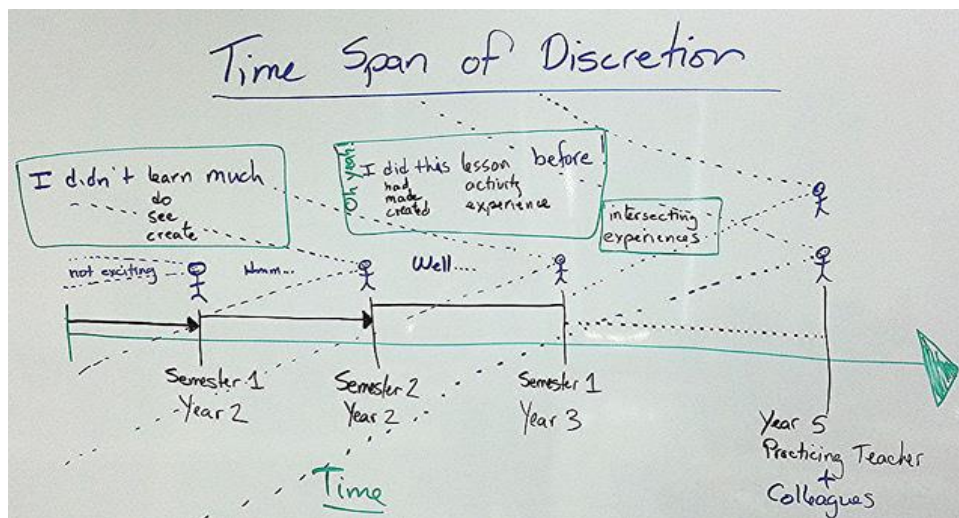 Time Span of Discretion
I didn't learn much
do
see
create
Oh yeah!
I did this lesson before!
had activity
made experience
created
intersecting
experiences
not exciting
Hmm...
Well....
Semester 1
Year 2
Semester 2
Year 2
Semester 1
Year 3
Year 5
Practicing Teacher
+
Colleagues
Time